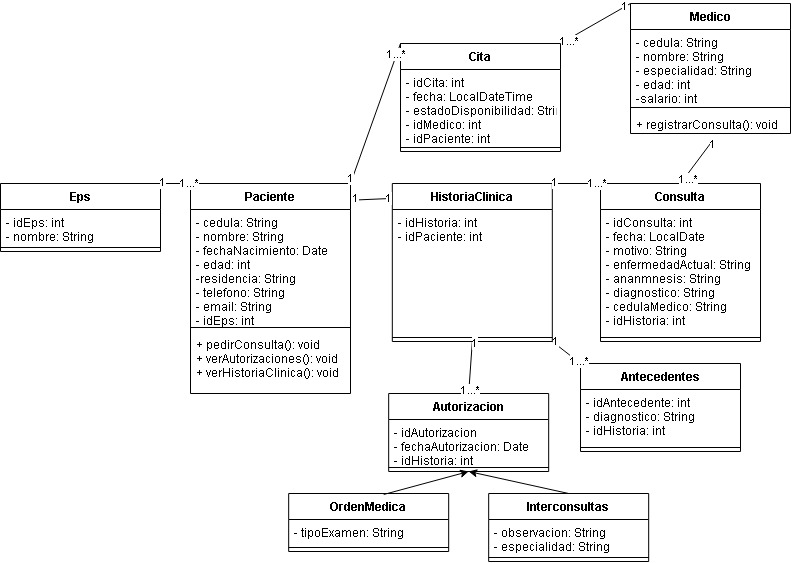 Medico
- cedula: String
- nombre: String
- especialidad: String
- edad: int
-salario: int
+ registrarConsulta(): void
1
1
1...*
1...*
Cita
- idCita: int
- fecha: LocalDateTime
- estadoDisponibilidad: Stri
- idMedico: int
- idPaciente: int
1
1...*
Eps
- idEps: int
- nombre: String
1
1...*
Paciente
- cedula: String
- nombre: String
- fechaNacimiento: Date
- edad: int
-residencia: String
- telefono: String
- email: String
- idEps: int
+ pedirConsulta(): void
+ verAutorizaciones(): void
+ verHistoriaClinica(): void
1
1
HistoriaClinica
- idHistoria: int
- idPaciente: int
1
1...*
Consulta
- idConsulta: int
- fecha: LocalDate
- motivo: String
- enfermedadActual: String
- ananmnesis: String
- diagnostico: String
- cedulaMedico: String
- idHistoria: int
1
1
1...*
Antecedentes
- idAntecedente: int
- diagnostico: String
- idHistoria: int
1...*
Autorizacion
- idAutorizacion
- fechaAutorizacion: Date
- idHistoria: int
OrdenMedica
- tipoExamen: String
Interconsultas
- observacion: String
- especialidad: String